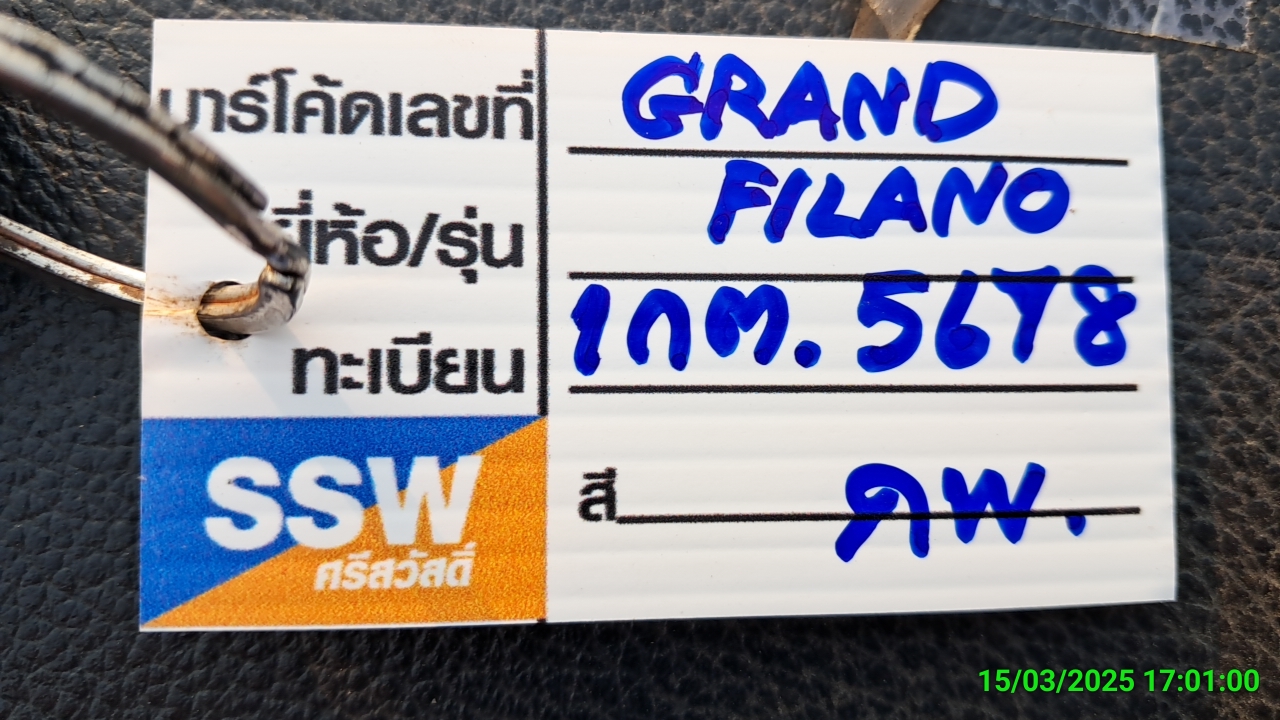 บาร์โค้ดเลขที่ GRAND
ยี่ห้อ/รุ่น FILANO
ทะเบียน 1กต. 5678
สี ดพ.
SSW
ศรีสวัสดิ์
15/03/2025 17:01:00